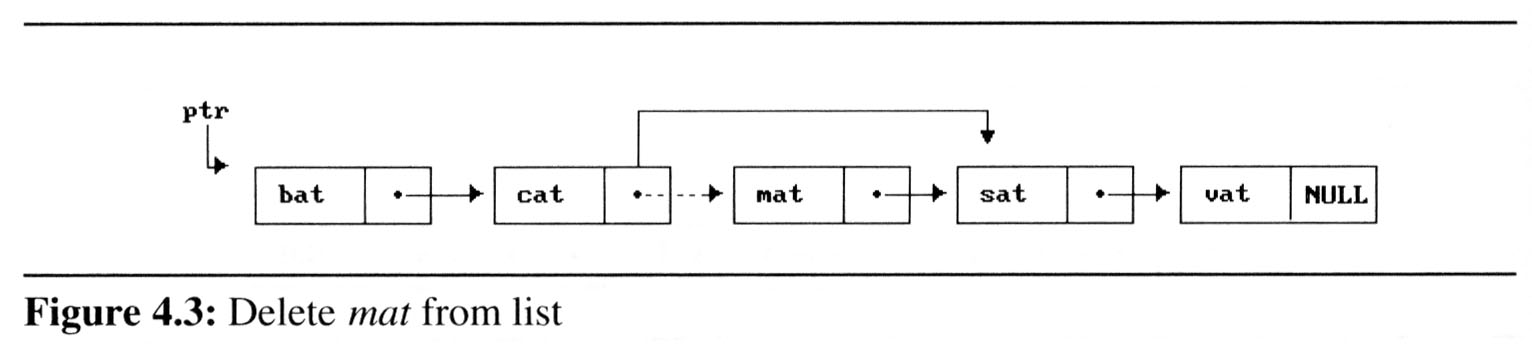 ptr
bat cat mat sat vat NULL
Figure 4.3: Delete mat from list